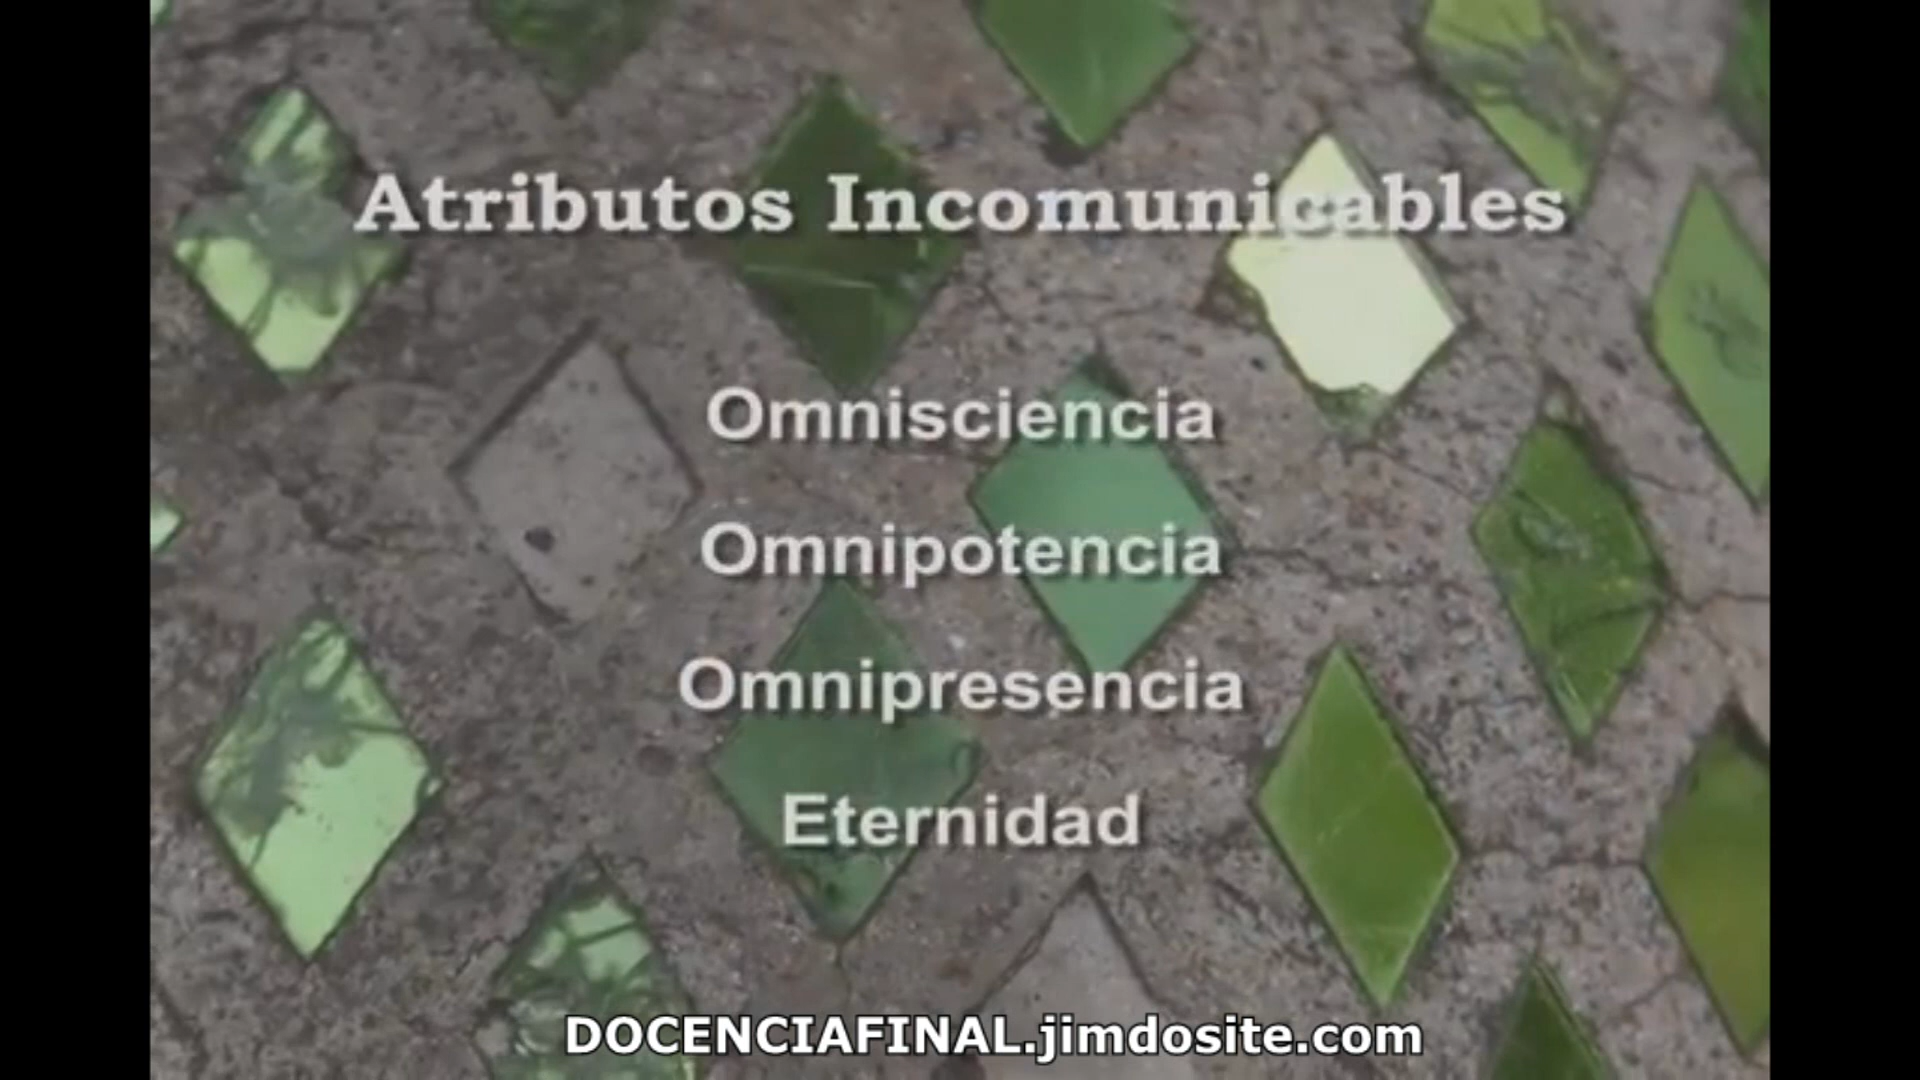 Atributos Incomunicables
Omnisciencia
Omnipotencia
Omnipresencia
Eternidad
DOCENCIAFINAL.jimdosite.com